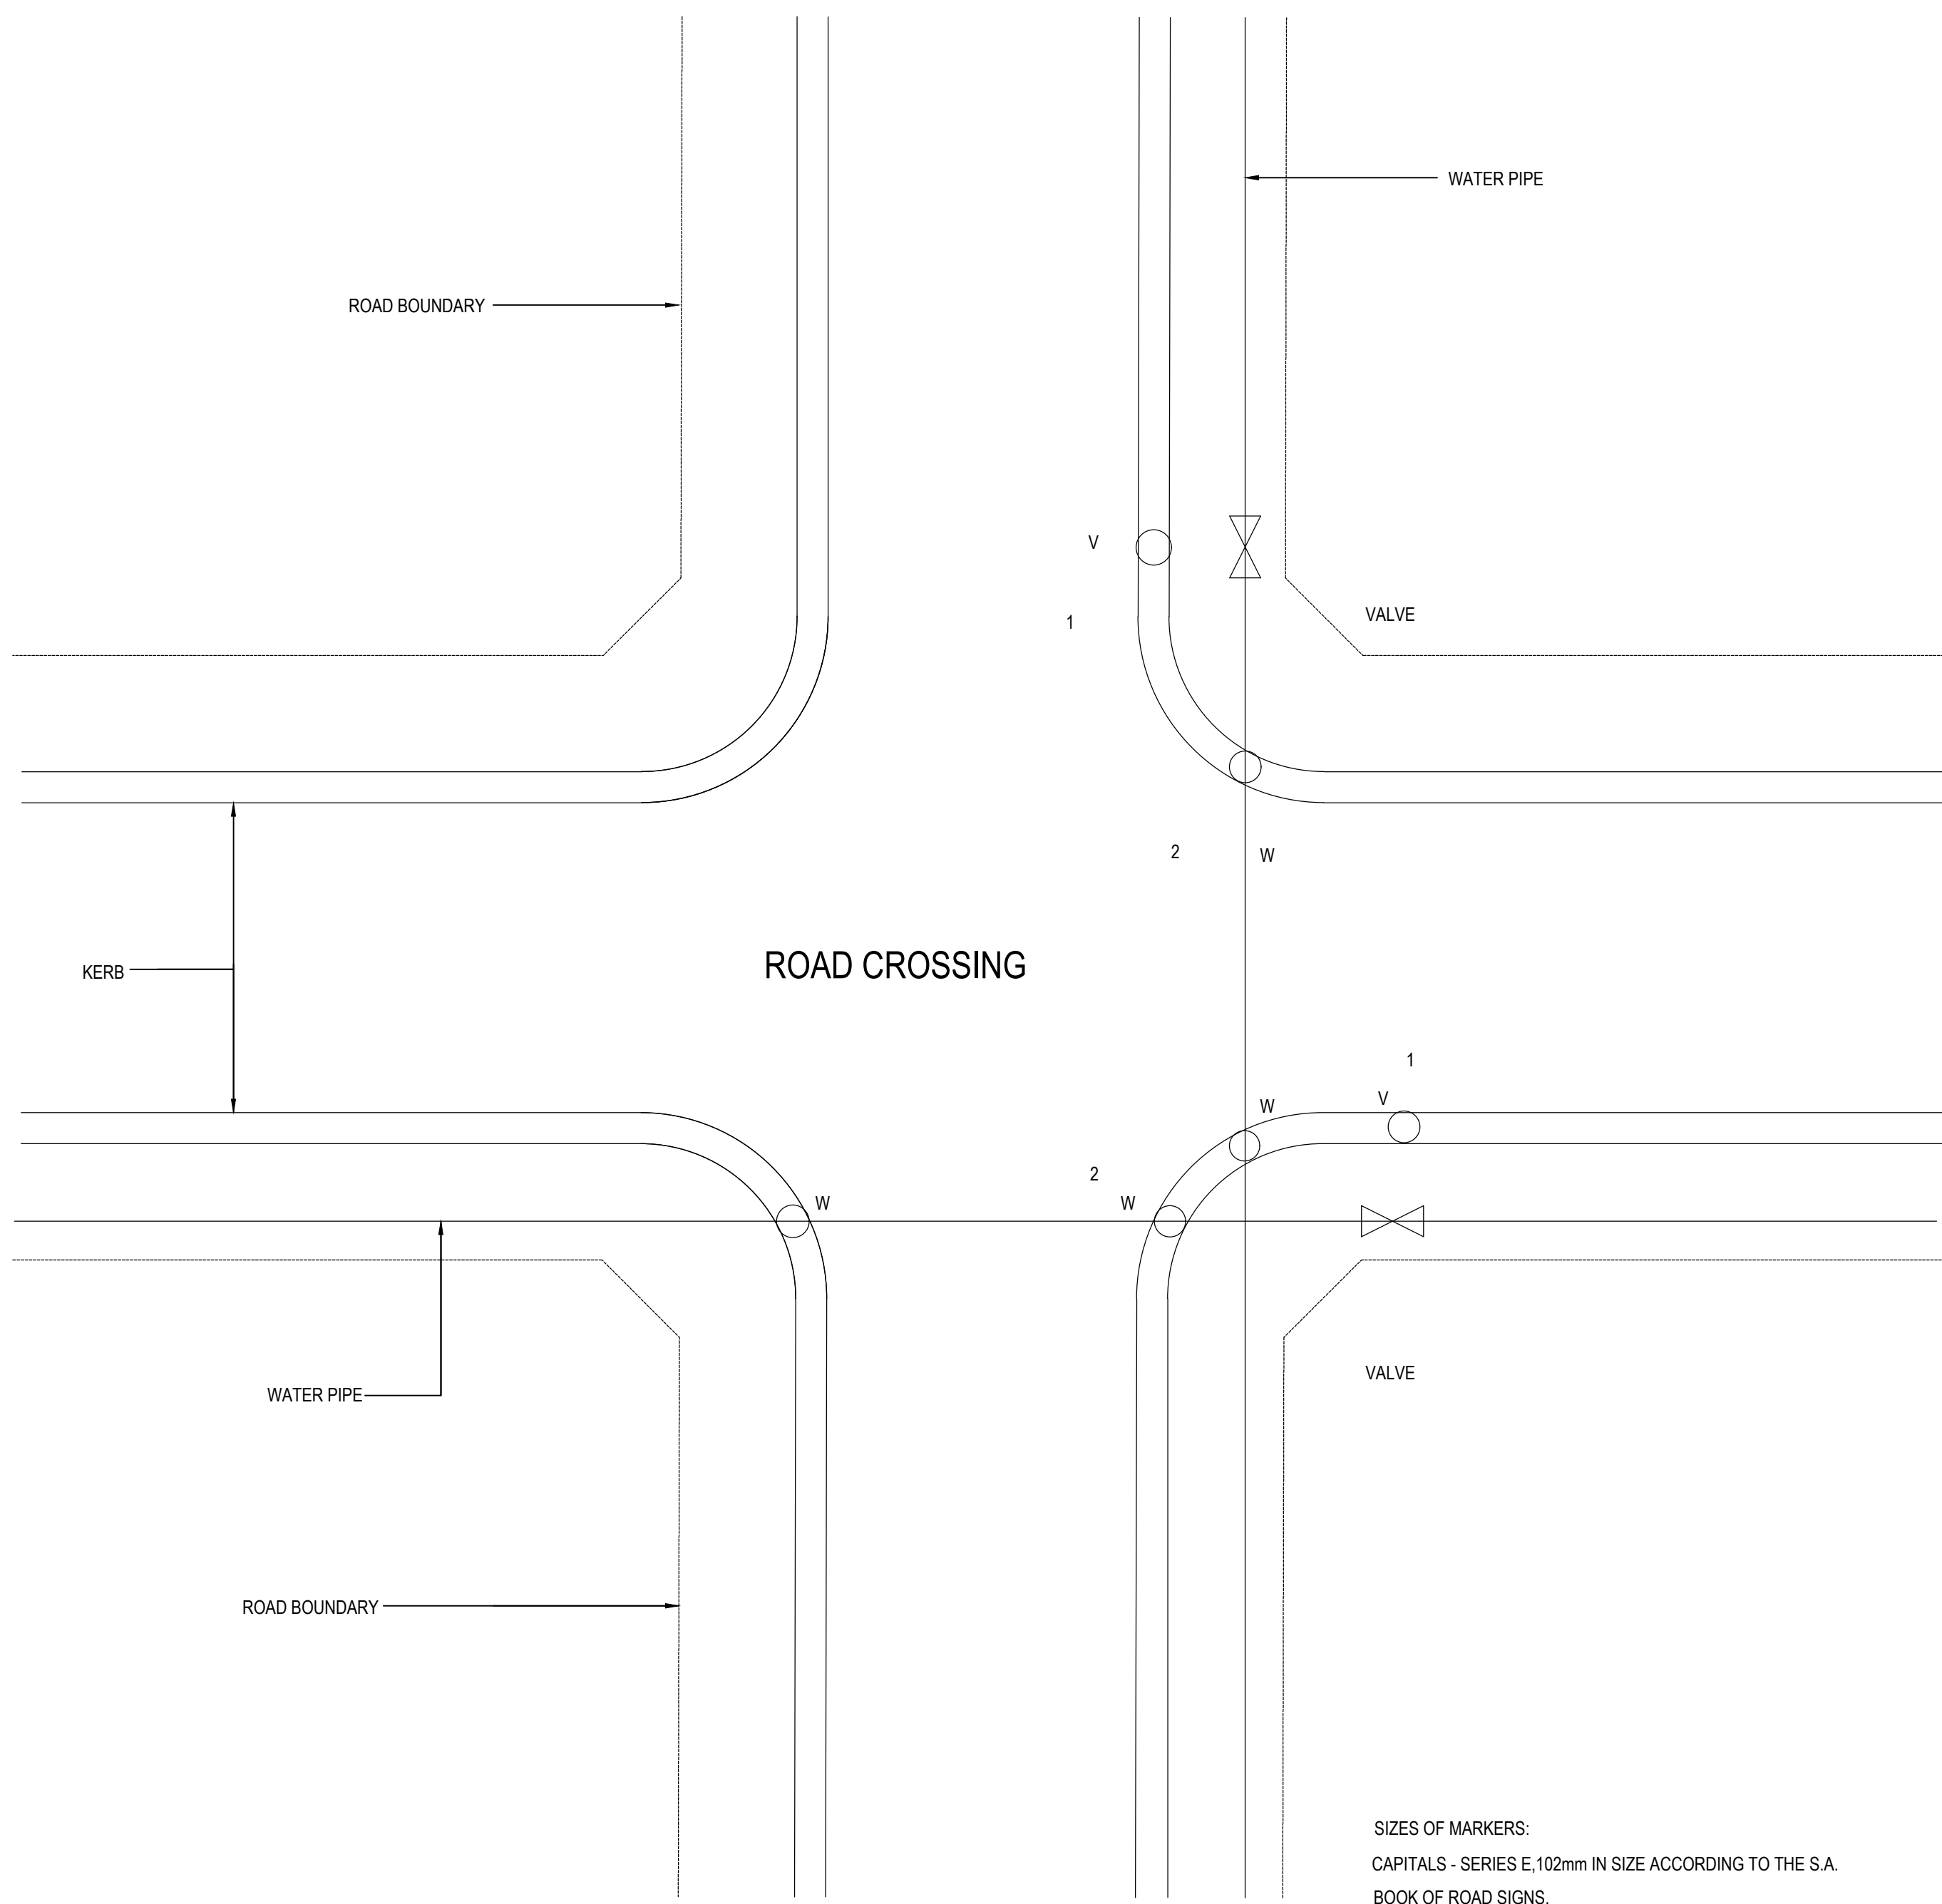 WATER PIPE
ROAD BOUNDARY
V
VALVE
1
2
W
ROAD CROSSING
KERB
1
V
W
2
W
W
VALVE
WATER PIPE
ROAD BOUNDARY
SIZES OF MARKERS:
CAPITALS - SERIES E,102mm IN SIZE ACCORDING TO THE S.A.
BOOK OF ROAD SIGNS.